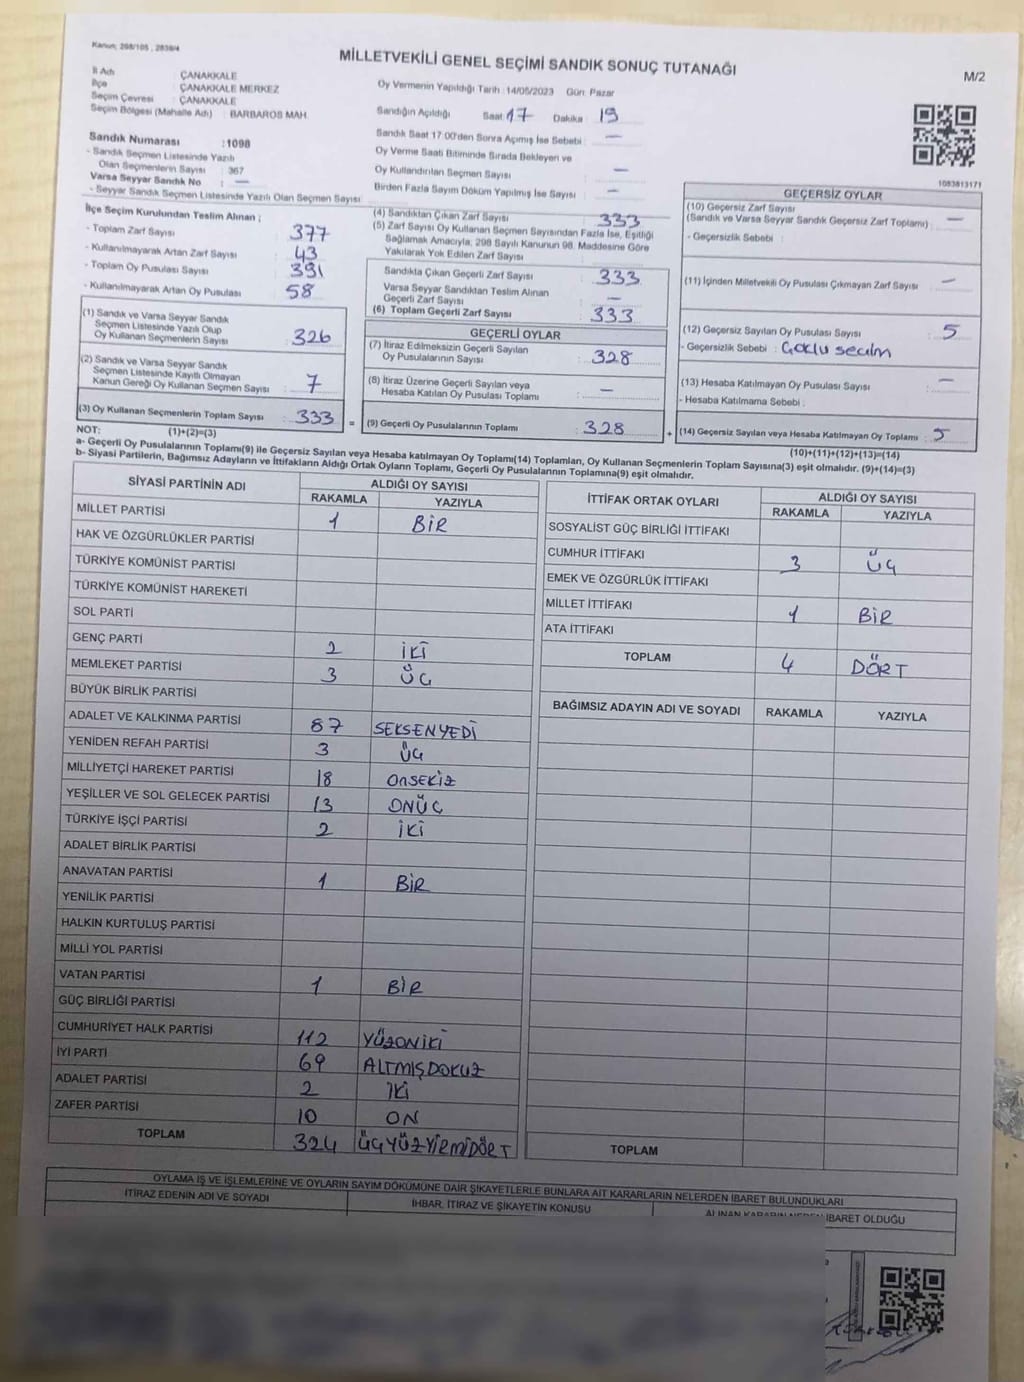 Kanun, 298/105 , 2839/4
MİLLETVEKİLİ GENEL SEÇİMİ SANDIK SONUÇ TUTANAĞI
M/2
İl Adı : ÇANAKKALE
İlçe : ÇANAKKALE MERKEZ
Seçim Çevresi : ÇANAKKALE
Seçim Bölgesi (Mahalle Adı) : BARBAROS MAH.
Sandık Numarası :1098
- Sandık Seçmen Listesinde Yazılı
Olan Seçmenlerin Sayısı : 367
Varsa Seyyar Sandık No : —
- Seyyar Sandık Seçmen Listesinde Yazılı Olan Seçmen Sayısı
Oy Vermenin Yapıldığı Tarih :14/05/2023 Gün: Pazar
Sandığın Açıldığı Saat 17 Dakika : 19
Sandık Saat 17:00'den Sonra Açımış İse Sebebi : —
Oy Verme Saati Bitiminde Sırada Bekleyen ve
Oy Kullandırılan Seçmen Sayısı : —
Birden Fazla Sayım Döküm Yapılmış İse Sayısı : —
1083813171
İlçe Seçim Kurulundan Teslim Alınan ;
- Toplam Zarf Sayısı : 377
- Kullanılmayarak Artan Zarf Sayısı : 43
- Toplam Oy Pusulası Sayısı : 391
- Kullanılmayarak Artan Oy Pusulası : 58
(1) Sandık ve Varsa Seyyar Sandık
Seçmen Listesinde Yazılı Olup
Oy Kullanan Seçmenlerin Sayısı : 326
(2) Sandık ve Varsa Seyyar Sandık
Seçmen Listesinde Kayıtlı Olmayan
Kanun Gereği Oy Kullanan Seçmen Sayısı : 7
(3) Oy Kullanan Seçmenlerin Toplam Sayısı : 333 =
(4) Sandıktan Çıkan Zarf Sayısı : 333
(5) Zarf Sayısı Oy Kullanan Seçmen Sayısından Fazla İse, Eşitliği
Sağlamak Amacıyla; 298 Sayılı Kanunun 98. Maddesine Göre
Yakılarak Yok Edilen Zarf Sayısı :
Sandıkta Çıkan Geçerli Zarf Sayısı : 333
Varsa Seyyar Sandıktan Teslim Alınan
Geçerli Zarf Sayısı : —
(6) Toplam Geçerli Zarf Sayısı : 333
GEÇERLİ OYLAR
(7) İtiraz Edilmeksizin Geçerli Sayılan
Oy Pusulalarının Sayısı : 328
(8) İtiraz Üzerine Geçerli Sayılan veya
Hesaba Katılan Oy Pusulası Toplamı : —
(9) Geçerli Oy Pusulalarının Toplamı : 328 +
GEÇERSİZ OYLAR
(10) Geçersiz Zarf Sayısı
(Sandık ve Varsa Seyyar Sandık Geçersiz Zarf Toplamı) : —
- Geçersizlik Sebebi :
(11) İçinden Milletvekili Oy Pusulası Çıkmayan Zarf Sayısı : —
(12) Geçersiz Sayılan Oy Pusulası Sayısı : 5
- Geçersizlik Sebebi : Çoklu seçim
(13) Hesaba Katılmayan Oy Pusulası Sayısı : —
- Hesaba Katılmama Sebebi :
(14) Geçersiz Sayılan veya Hesaba Katılmayan Oy Toplamı : 5
NOT: (1)+(2)=(3)
(10)+(11)+(12)+(13)=(14)
a- Geçerli Oy Pusulalarının Toplamı(9) ile Geçersiz Sayılan veya Hesaba katılmayan Oy Toplamı(14) Toplamları, Oy Kullanan Seçmenlerin Toplam Sayısına(3) eşit olmalıdır. (9)+(14)=(3)
b- Siyasi Partilerin, Bağımsız Adayların ve İttifakların Aldığı Ortak Oyların Toplamı, Geçerli Oy Pusulalarının Toplamına(9) eşit olmalıdır.
SİYASİ PARTİNİN ADI ALDIĞI OY SAYISI
RAKAMLA YAZIYLA
MİLLET PARTİSİ 1 BİR
HAK VE ÖZGÜRLÜKLER PARTİSİ
TÜRKİYE KOMÜNİST PARTİSİ
TÜRKİYE KOMÜNİST HAREKETİ
SOL PARTİ
GENÇ PARTİ 2 İKİ
MEMLEKET PARTİSİ 3 ÜÇ
BÜYÜK BİRLİK PARTİSİ
ADALET VE KALKINMA PARTİSİ 87 SEKSENYEDİ
YENİDEN REFAH PARTİSİ 3 ÜÇ
MİLLİYETÇİ HAREKET PARTİSİ 18 ONSEKİZ
YEŞİLLER VE SOL GELECEK PARTİSİ 13 ONÜÇ
TÜRKİYE İŞÇİ PARTİSİ 2 İKİ
ADALET BİRLİK PARTİSİ
ANAVATAN PARTİSİ 1 BİR
YENİLİK PARTİSİ
HALKIN KURTULUŞ PARTİSİ
MİLLİ YOL PARTİSİ
VATAN PARTİSİ 1 BİR
GÜÇ BİRLİĞİ PARTİSİ
CUMHURİYET HALK PARTİSİ 112 YÜZONİKİ
İYİ PARTİ 69 ALTMIŞDOKUZ
ADALET PARTİSİ 2 İKİ
ZAFER PARTİSİ 10 ON
TOPLAM 324 ÜÇYÜZYİRMİDÖRT
İTTİFAK ORTAK OYLARI ALDIĞI OY SAYISI
RAKAMLA YAZIYLA
SOSYALİST GÜÇ BİRLİĞİ İTTİFAKI
CUMHUR İTTİFAKI 3 ÜÇ
EMEK VE ÖZGÜRLÜK İTTİFAKI
MİLLET İTTİFAKI 1 BİR
ATA İTTİFAKI
TOPLAM 4 DÖRT
BAĞIMSIZ ADAYIN ADI VE SOYADI RAKAMLA YAZIYLA
TOPLAM
OYLAMA İŞ VE İŞLEMLERİNE VE OYLARIN SAYIM DÖKÜMÜNE DAİR ŞİKAYETLERLE BUNLARA AİT KARARLARIN NELERDEN İBARET BULUNDUKLARI
İTİRAZ EDENİN ADI VE SOYADI İHBAR, İTİRAZ VE ŞİKAYETİN KONUSU ALINAN KARARIN NEDEN İBARET OLDUĞU